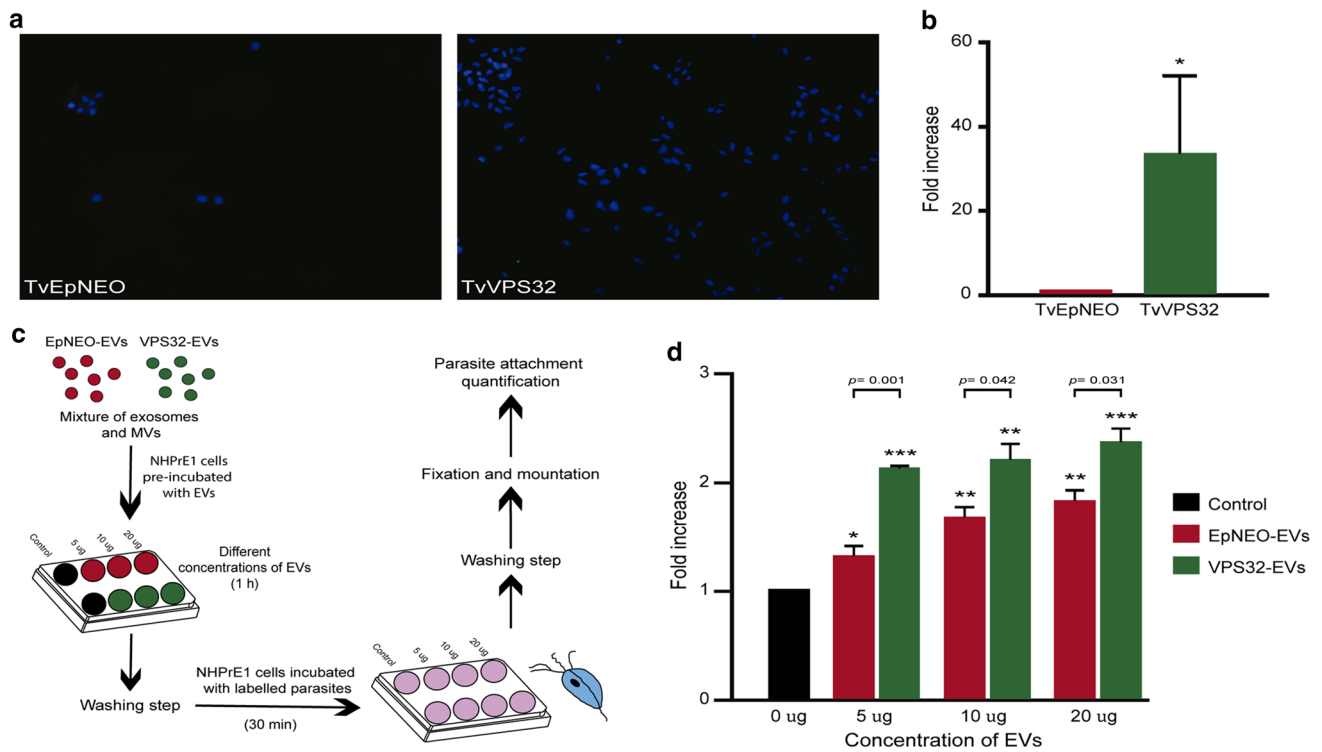 a
TvEpNEO
TvVPS32
b
60
40
20
0
Fold increase
*
TvEpNEO
TvVPS32
c
EpNEO-EVs
VPS32-EVs
Mixture of exosomes
and MVs
NHPrE1 cells
pre-incubated
with EVs
Control
5 ug
10 ug
20 ug
Different
concentrations of EVs
(1 h)
Washing step
NHPrE1 cells incubated
with labelled parasites
(30 min)
Control
5 ug
10 ug
20 ug
Washing step
Fixation and mountation
Parasite attachment
quantification
d
3
2
1
0
Fold increase
p= 0.001
p= 0.042
p= 0.031
*
***
**
**
**
***
0 ug
5 ug
10 ug
20 ug
Concentration of EVs
Control
EpNEO-EVs
VPS32-EVs